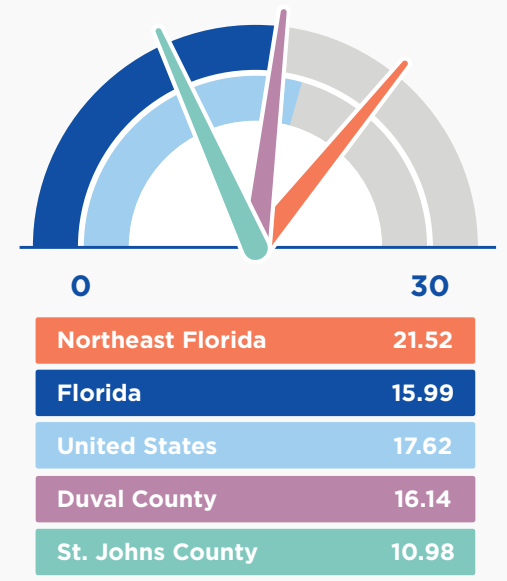 0 30
Northeast Florida 21.52
Florida 15.99
United States 17.62
Duval County 16.14
St. Johns County 10.98